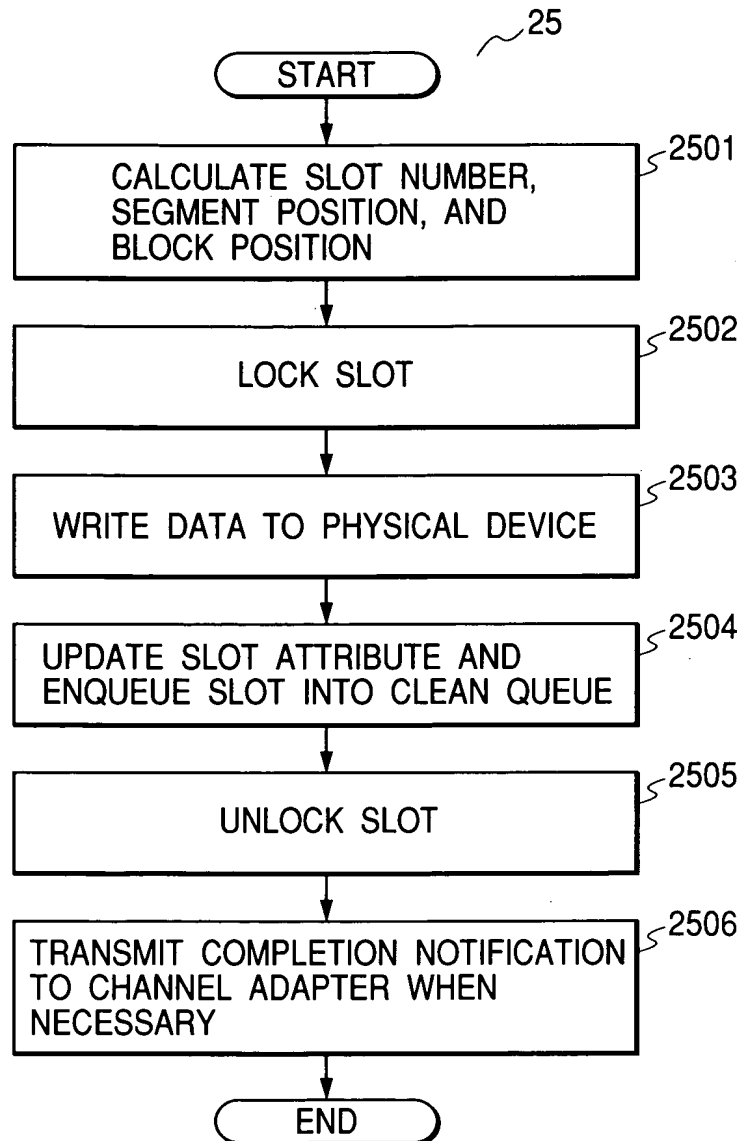 25
START
2501
CALCULATE SLOT NUMBER,
SEGMENT POSITION, AND
BLOCK POSITION
2502
LOCK SLOT
2503
WRITE DATA TO PHYSICAL DEVICE
2504
UPDATE SLOT ATTRIBUTE AND
ENQUEUE SLOT INTO CLEAN QUEUE
2505
UNLOCK SLOT
2506
TRANSMIT COMPLETION NOTIFICATION
TO CHANNEL ADAPTER WHEN
NECESSARY
END